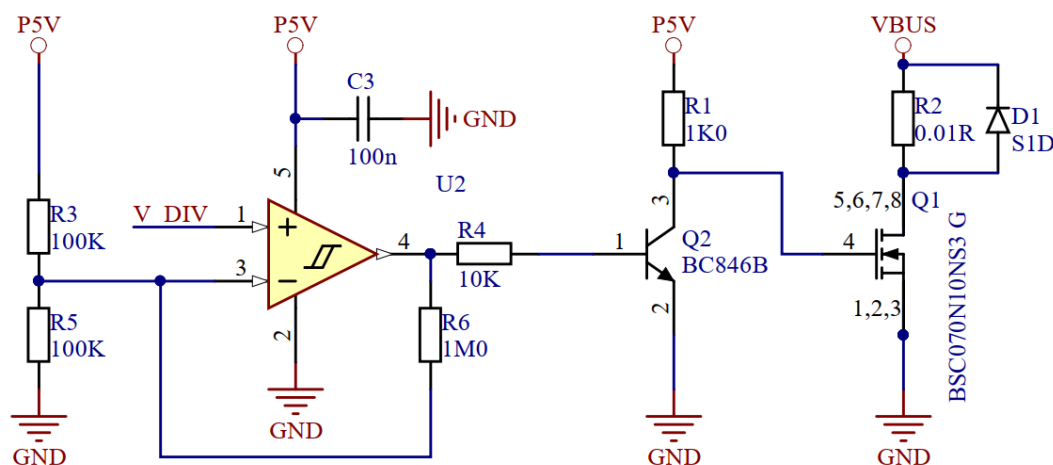 P5V
P5V
P5V
VBUS
C3
GND
100n
R1
1K0
R2
0.01R
D1
S1D
5
U2
3
5,6,7,8
Q1
R3
100K
V_DIV
1
4
R4
10K
1
Q2
BC846B
4
3
R5
100K
2
R6
1M0
2
1,2,3
BSC070N10NS3 G
GND
GND
GND
GND